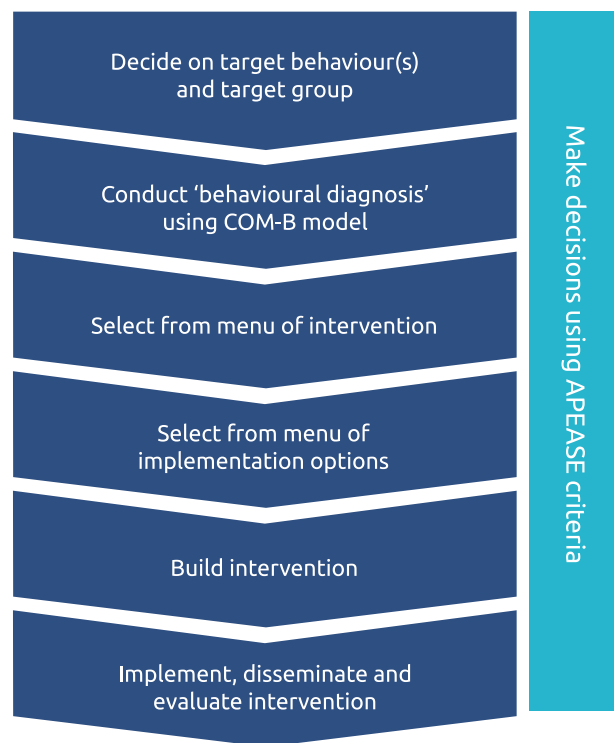 Decide on target behaviour(s)
and target group
Conduct ‘behavioural diagnosis’
using COM-B model
Select from menu of intervention
Select from menu of
implementation options
Build intervention
Implement, disseminate and
evaluate intervention
Make decisions using APEASE criteria